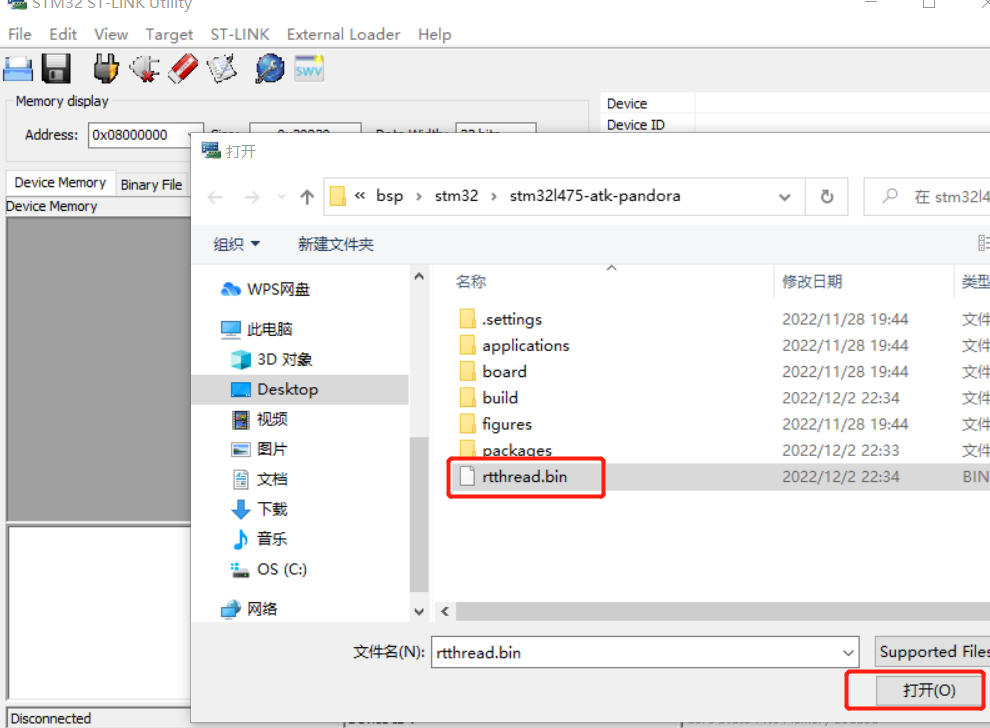 STM32 ST-LINK Utility
File Edit View Target ST-LINK External Loader Help
SWV
Memory display
Address: 0x08000000
Device
Device ID
Device Memory Binary File
Device Memory
打开
« bsp › stm32 › stm32l475-atk-pandora
在 stm32l4
组织 新建文件夹
WPS网盘
此电脑
3D 对象
Desktop
视频
图片
文档
下载
音乐
OS (C:)
网络
名称 修改日期 类型
.settings 2022/11/28 19:44 文件
applications 2022/11/28 19:44 文件
board 2022/11/28 19:44 文件
build 2022/12/2 22:34 文件
figures 2022/11/28 19:44 文件
packages 2022/12/2 22:33 文件
rtthread.bin 2022/12/2 22:34 BIN
文件名(N): rtthread.bin Supported Files
打开(O)
Disconnected